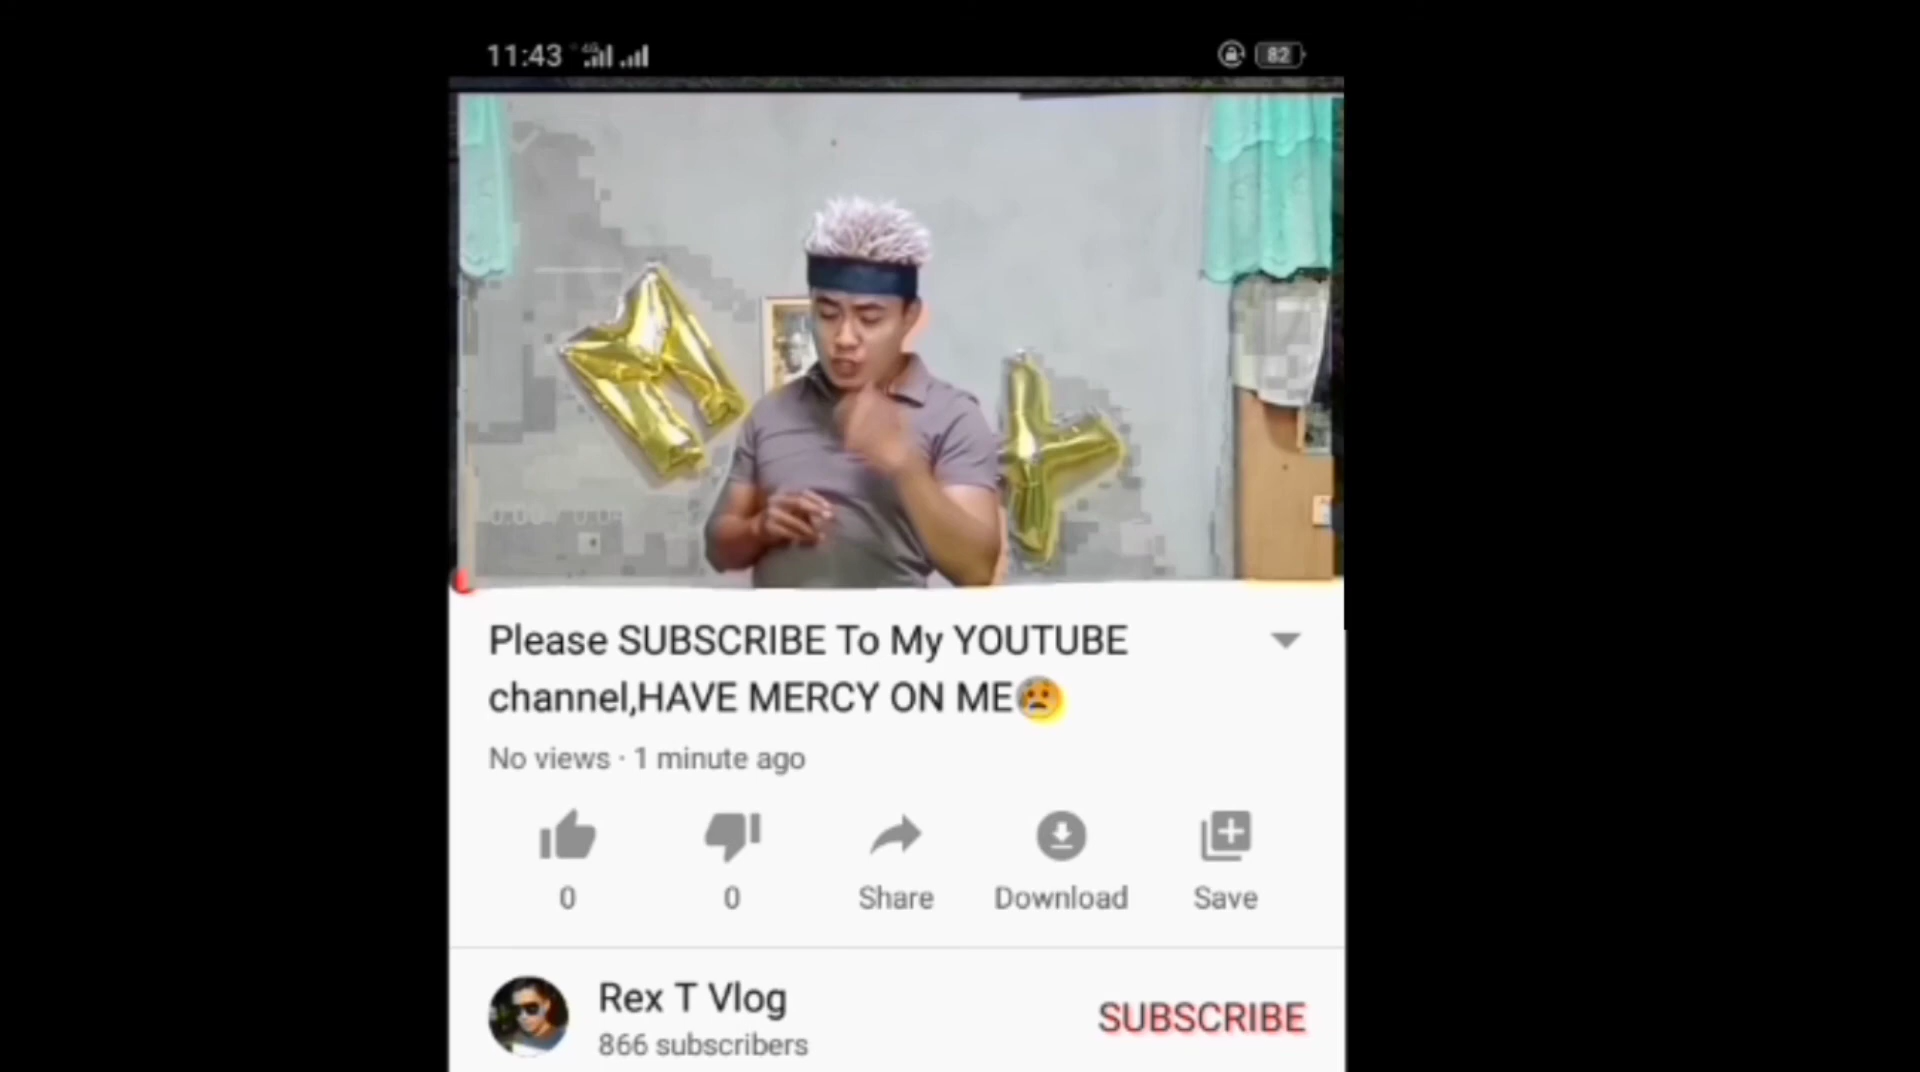 11:43 4G
82
Please SUBSCRIBE To My YOUTUBE
channel,HAVE MERCY ON ME😥
No views · 1 minute ago
0 0 Share Download Save
Rex T Vlog
SUBSCRIBE
866 subscribers